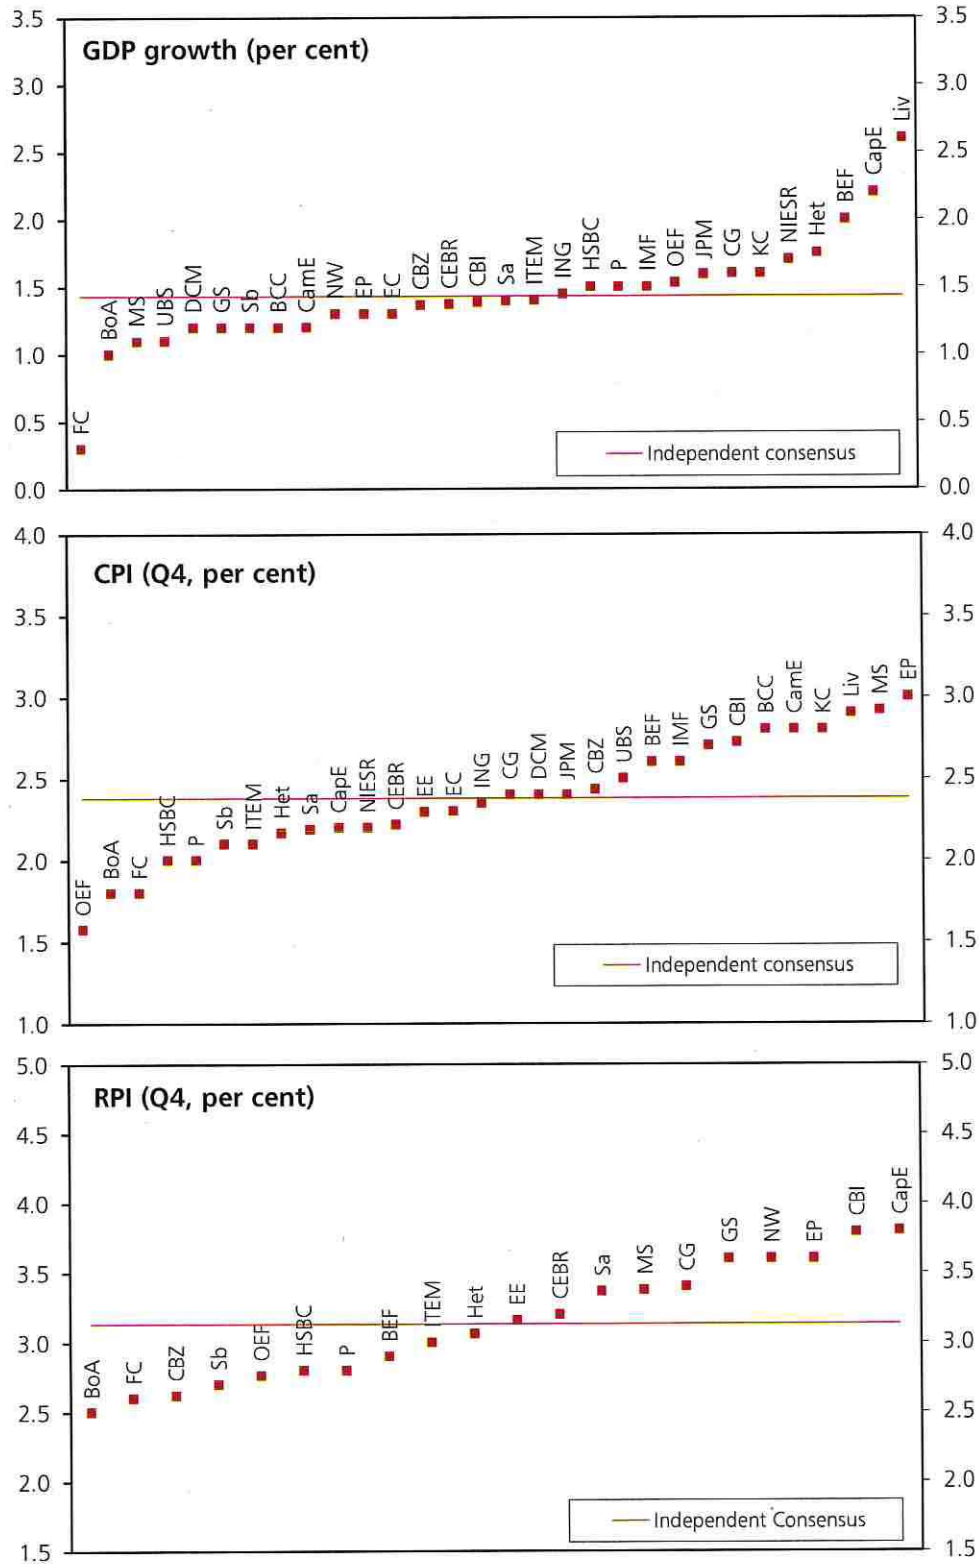 GDP growth (per cent)
3.5
3.0
2.5
2.0
1.5
1.0
0.5
0.0
3.5
3.0
2.5
2.0
1.5
1.0
0.5
0.0
FC
BoA
MS
UBS
DCM
GS
Sb
BCC
CamE
NW
EP
EC
CBZ
CEBR
CBI
Sa
ITEM
ING
HSBC
P
IMF
OEF
JPM
CG
KC
NIESR
Het
BEF
CapE
Liv
Independent consensus
CPI (Q4, per cent)
4.0
3.5
3.0
2.5
2.0
1.5
1.0
4.0
3.5
3.0
2.5
2.0
1.5
1.0
OEF
BoA
FC
HSBC
P
Sb
ITEM
Het
Sa
CapE
NIESR
CEBR
EE
EC
ING
CG
DCM
JPM
CBZ
UBS
BEF
IMF
GS
CBI
BCC
CamE
KC
Liv
MS
EP
Independent consensus
RPI (Q4, per cent)
5.0
4.5
4.0
3.5
3.0
2.5
2.0
1.5
5.0
4.5
4.0
3.5
3.0
2.5
2.0
1.5
BoA
FC
CBZ
Sb
OEF
HSBC
P
BEF
ITEM
Het
EE
CEBR
Sa
MS
CG
GS
NW
EP
CBI
CapE
Independent Consensus